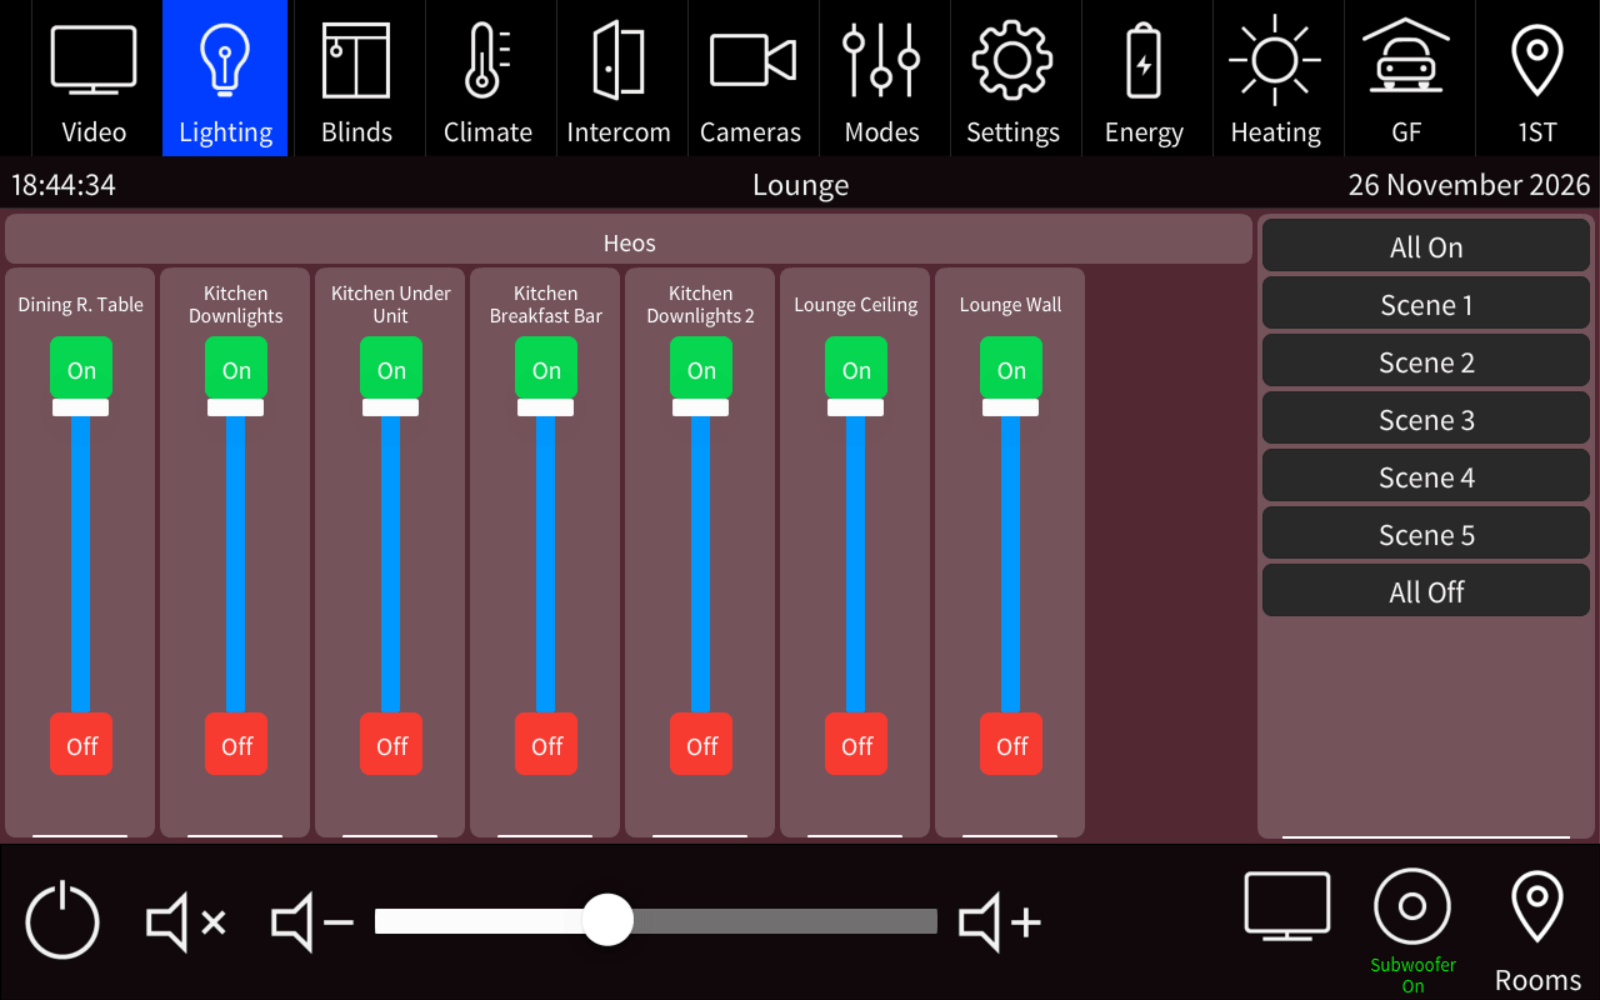 Video
Lighting
Blinds
Climate
Intercom
Cameras
Modes
Settings
Energy
Heating
GF
1ST
18:44:34
Lounge
26 November 2026
Heos
Dining R. Table
Kitchen
Downlights
Kitchen Under
Unit
Kitchen
Breakfast Bar
Kitchen
Downlights 2
Lounge Ceiling
Lounge Wall
On
On
On
On
On
On
On
Off
Off
Off
Off
Off
Off
Off
All On
Scene 1
Scene 2
Scene 3
Scene 4
Scene 5
All Off
Subwoofer
On
Rooms